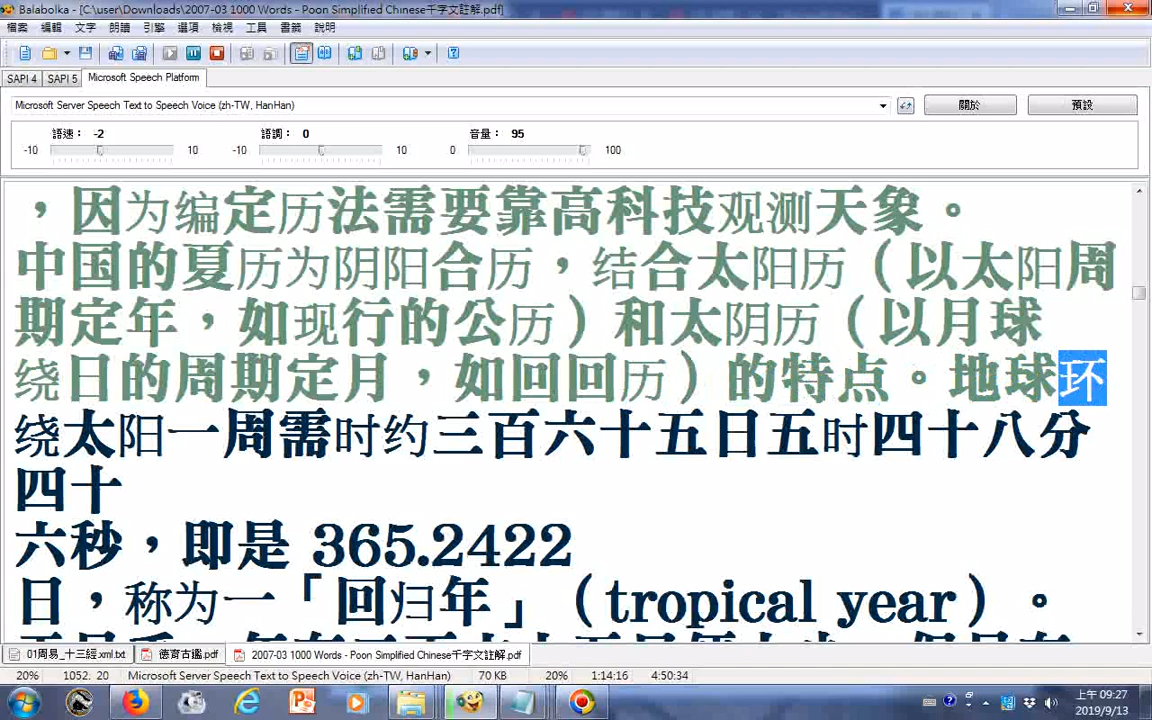 Balabolka - [C:\user\Downloads\2007-03 1000 Words - Poon Simplified Chinese千字文註解.pdf]
檔案 編輯 文字 朗讀 引擎 選項 檢視 工具 書籤 說明
SAPI 4 SAPI 5 Microsoft Speech Platform
Microsoft Server Speech Text to Speech Voice (zh-TW, HanHan) 關於 預設
語速： -2 語調： 0 音量： 95
-10 10 -10 10 0 100
，因为编定历法需要靠高科技观测天象。
中国的夏历为阴阳合历，结合太阳历（以太阳周
期定年，如现行的公历）和太阴历（以月球
绕日的周期定月，如回回历）的特点。地球环
绕太阳一周需时约三百六十五日五时四十八分
四十
六秒，即是 365.2422
日，称为一「回归年」（tropical year）。
01周易_十三經.xml.txt 德育古鑑.pdf 2007-03 1000 Words - Poon Simplified Chinese千字文註解.pdf
20% 1052: 20 Microsoft Server Speech Text to Speech Voice (zh-TW, HanHan) 70 KB 20% 1:14:16 4:50:34
上午 09:27
2019/9/13